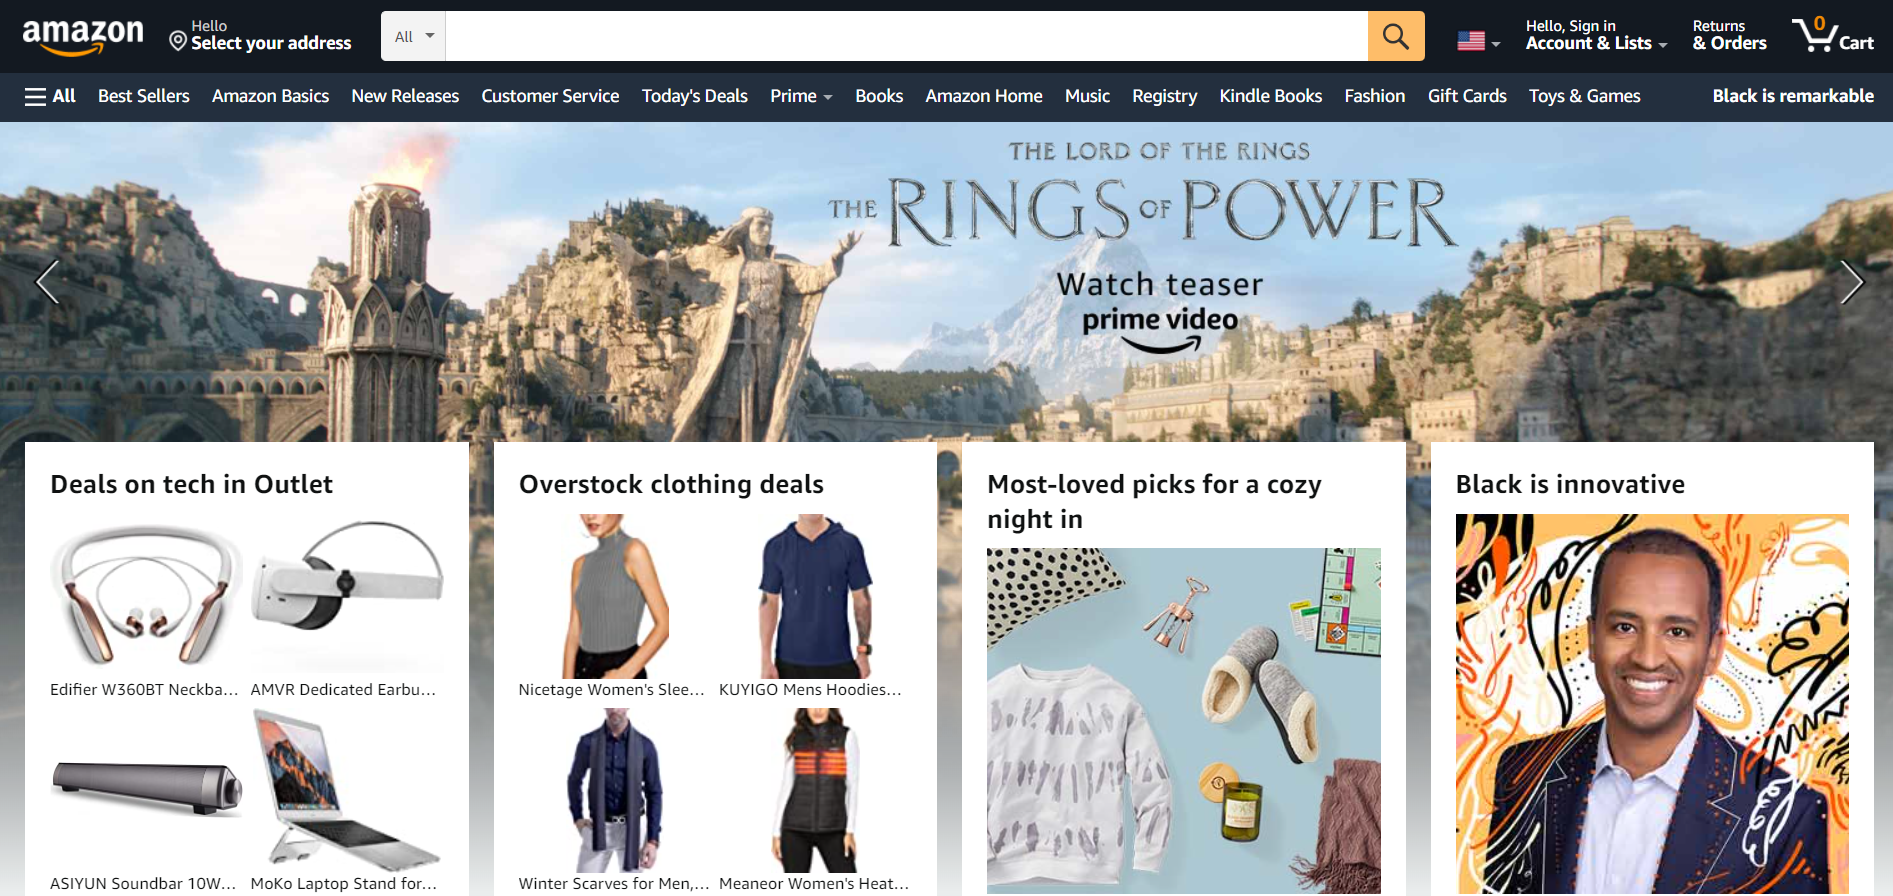 amazon
Hello
Select your address
All
Hello, Sign in
Account & Lists
Returns
& Orders
0
Cart
All
Best Sellers
Amazon Basics
New Releases
Customer Service
Today's Deals
Prime
Books
Amazon Home
Music
Registry
Kindle Books
Fashion
Gift Cards
Toys & Games
Black is remarkable
THE LORD OF THE RINGS
THE RINGS OF POWER
Watch teaser
prime video
Deals on tech in Outlet
Edifier W360BT Neckba...
AMVR Dedicated Earbu...
ASIYUN Soundbar 10W...
MoKo Laptop Stand for...
Overstock clothing deals
Nicetage Women's Slee...
KUYIGO Mens Hoodies...
Winter Scarves for Men,...
Meaneor Women's Heat...
Most-loved picks for a cozy
night in
Black is innovative